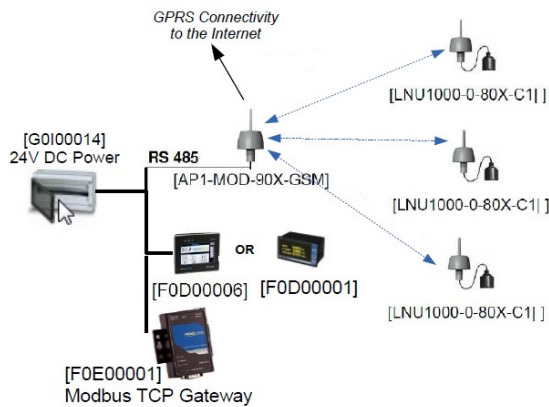 GPRS Connectivity
to the Internet
[LNU1000-0-80X-C1| ]
[G0I00014]
24V DC Power
RS 485
[AP1-MOD-90X-GSM]
[LNU1000-0-80X-C1| ]
OR
[F0D00006]
[F0D00001]
[LNU1000-0-80X-C1| ]
[F0E00001]
Modbus TCP Gateway